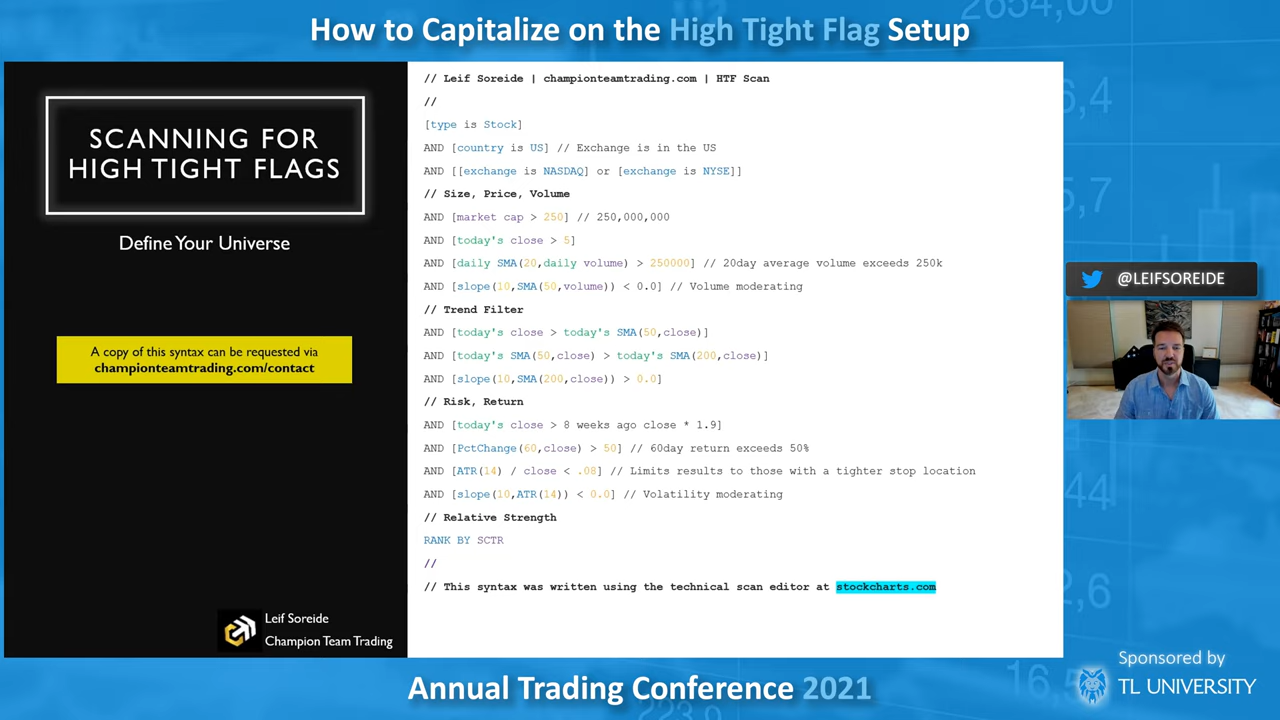 How to Capitalize on the High Tight Flag Setup
SCANNING FOR
HIGH TIGHT FLAGS
Define Your Universe
A copy of this syntax can be requested via
championteamtrading.com/contact
Leif Soreide
Champion Team Trading
// Leif Soreide | championteamtrading.com | HTF Scan
//
[type is Stock]
AND [country is US] // Exchange is in the US
AND [[exchange is NASDAQ] or [exchange is NYSE]]
// Size, Price, Volume
AND [market cap > 250] // 250,000,000
AND [today's close > 5]
AND [daily SMA(20,daily volume) > 250000] // 20day average volume exceeds 250k
AND [slope(10,SMA(50,volume)) < 0.0] // Volume moderating
// Trend Filter
AND [today's close > today's SMA(50,close)]
AND [today's SMA(50,close) > today's SMA(200,close)]
AND [slope(10,SMA(200,close)) > 0.0]
// Risk, Return
AND [today's close > 8 weeks ago close * 1.9]
AND [PctChange(60,close) > 50] // 60day return exceeds 50%
AND [ATR(14) / close < .08] // Limits results to those with a tighter stop location
AND [slope(10,ATR(14)) < 0.0] // Volatility moderating
// Relative Strength
RANK BY SCTR
//
// This syntax was written using the technical scan editor at stockcharts.com
@LEIFSOREIDE
Annual Trading Conference 2021
Sponsored by
TL UNIVERSITY